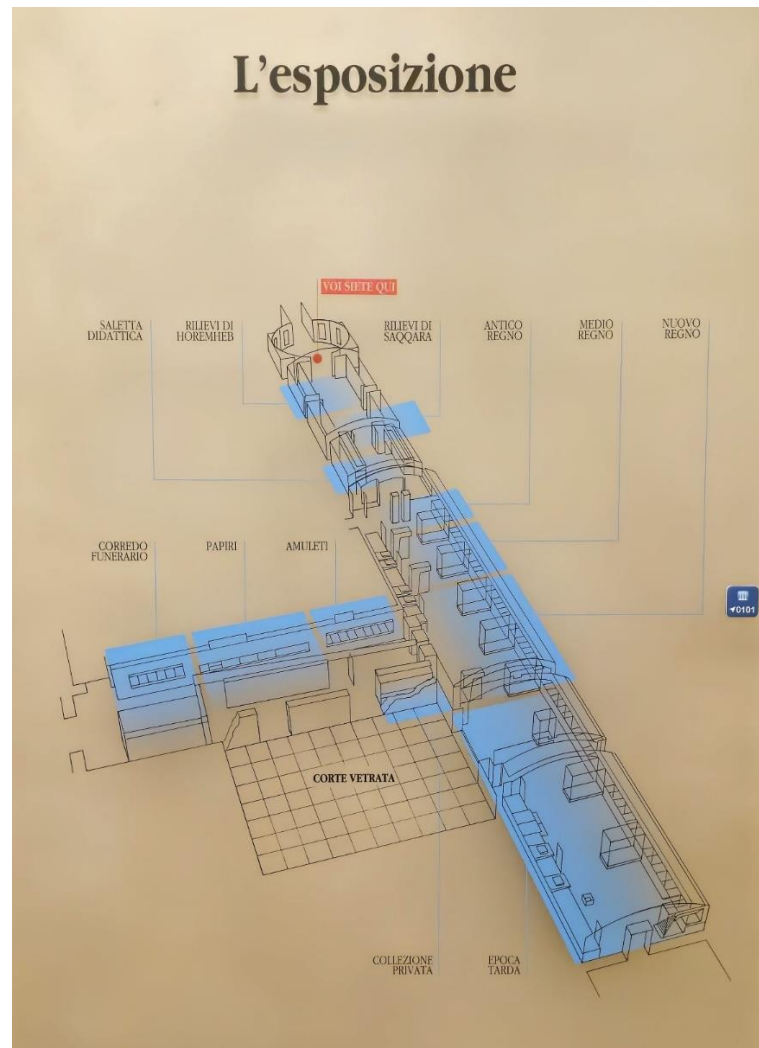 L'esposizione
VOI SIETE QUI
SALETTA
DIDATTICA
RILIEVI DI
HOREMHEB
RILIEVI DI
SAQQARA
ANTICO
REGNO
MEDIO
REGNO
NUOVO
REGNO
CORREDO
FUNERARIO
PAPIRI
AMULETI
0101
CORTE VETRATA
COLLEZIONE
PRIVATA
EPOCA
TARDA